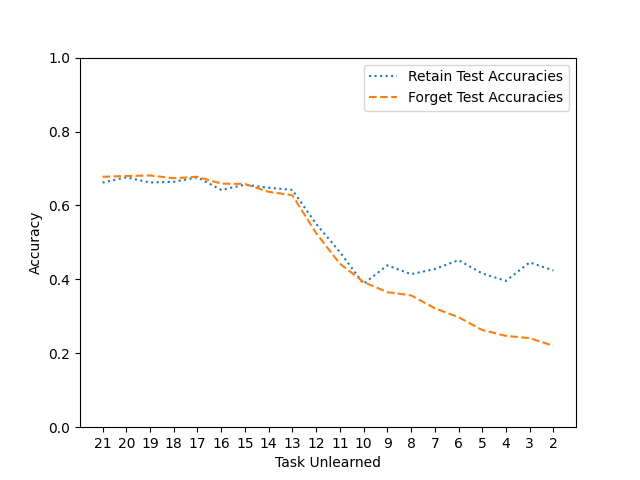 Retain Test Accuracies
Forget Test Accuracies
1.0
0.8
0.6
0.4
0.2
0.0
Accuracy
21 20 19 18 17 16 15 14 13 12 11 10 9 8 7 6 5 4 3 2
Task Unlearned